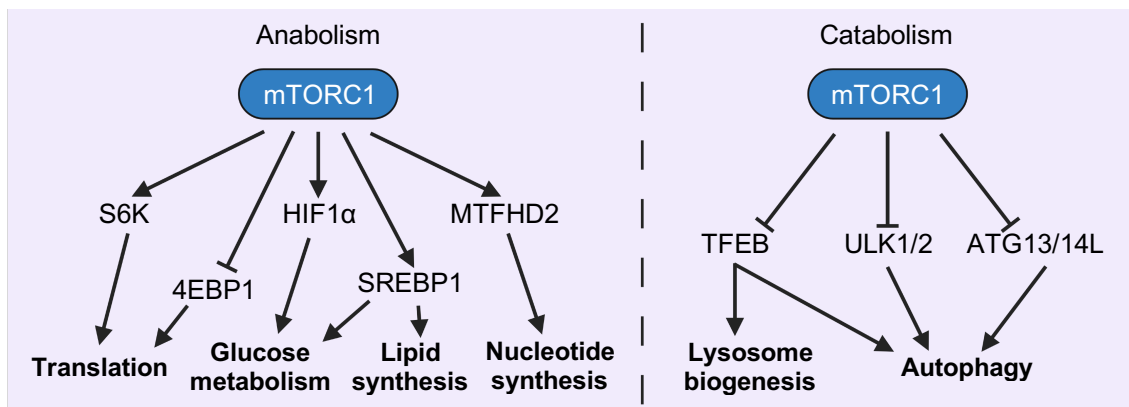 Anabolism
mTORC1
S6K
HIF1α
MTFHD2
4EBP1
SREBP1
Translation
Glucose
metabolism
Lipid
synthesis
Nucleotide
synthesis
Catabolism
mTORC1
TFEB
ULK1/2
ATG13/14L
Lysosome
biogenesis
Autophagy